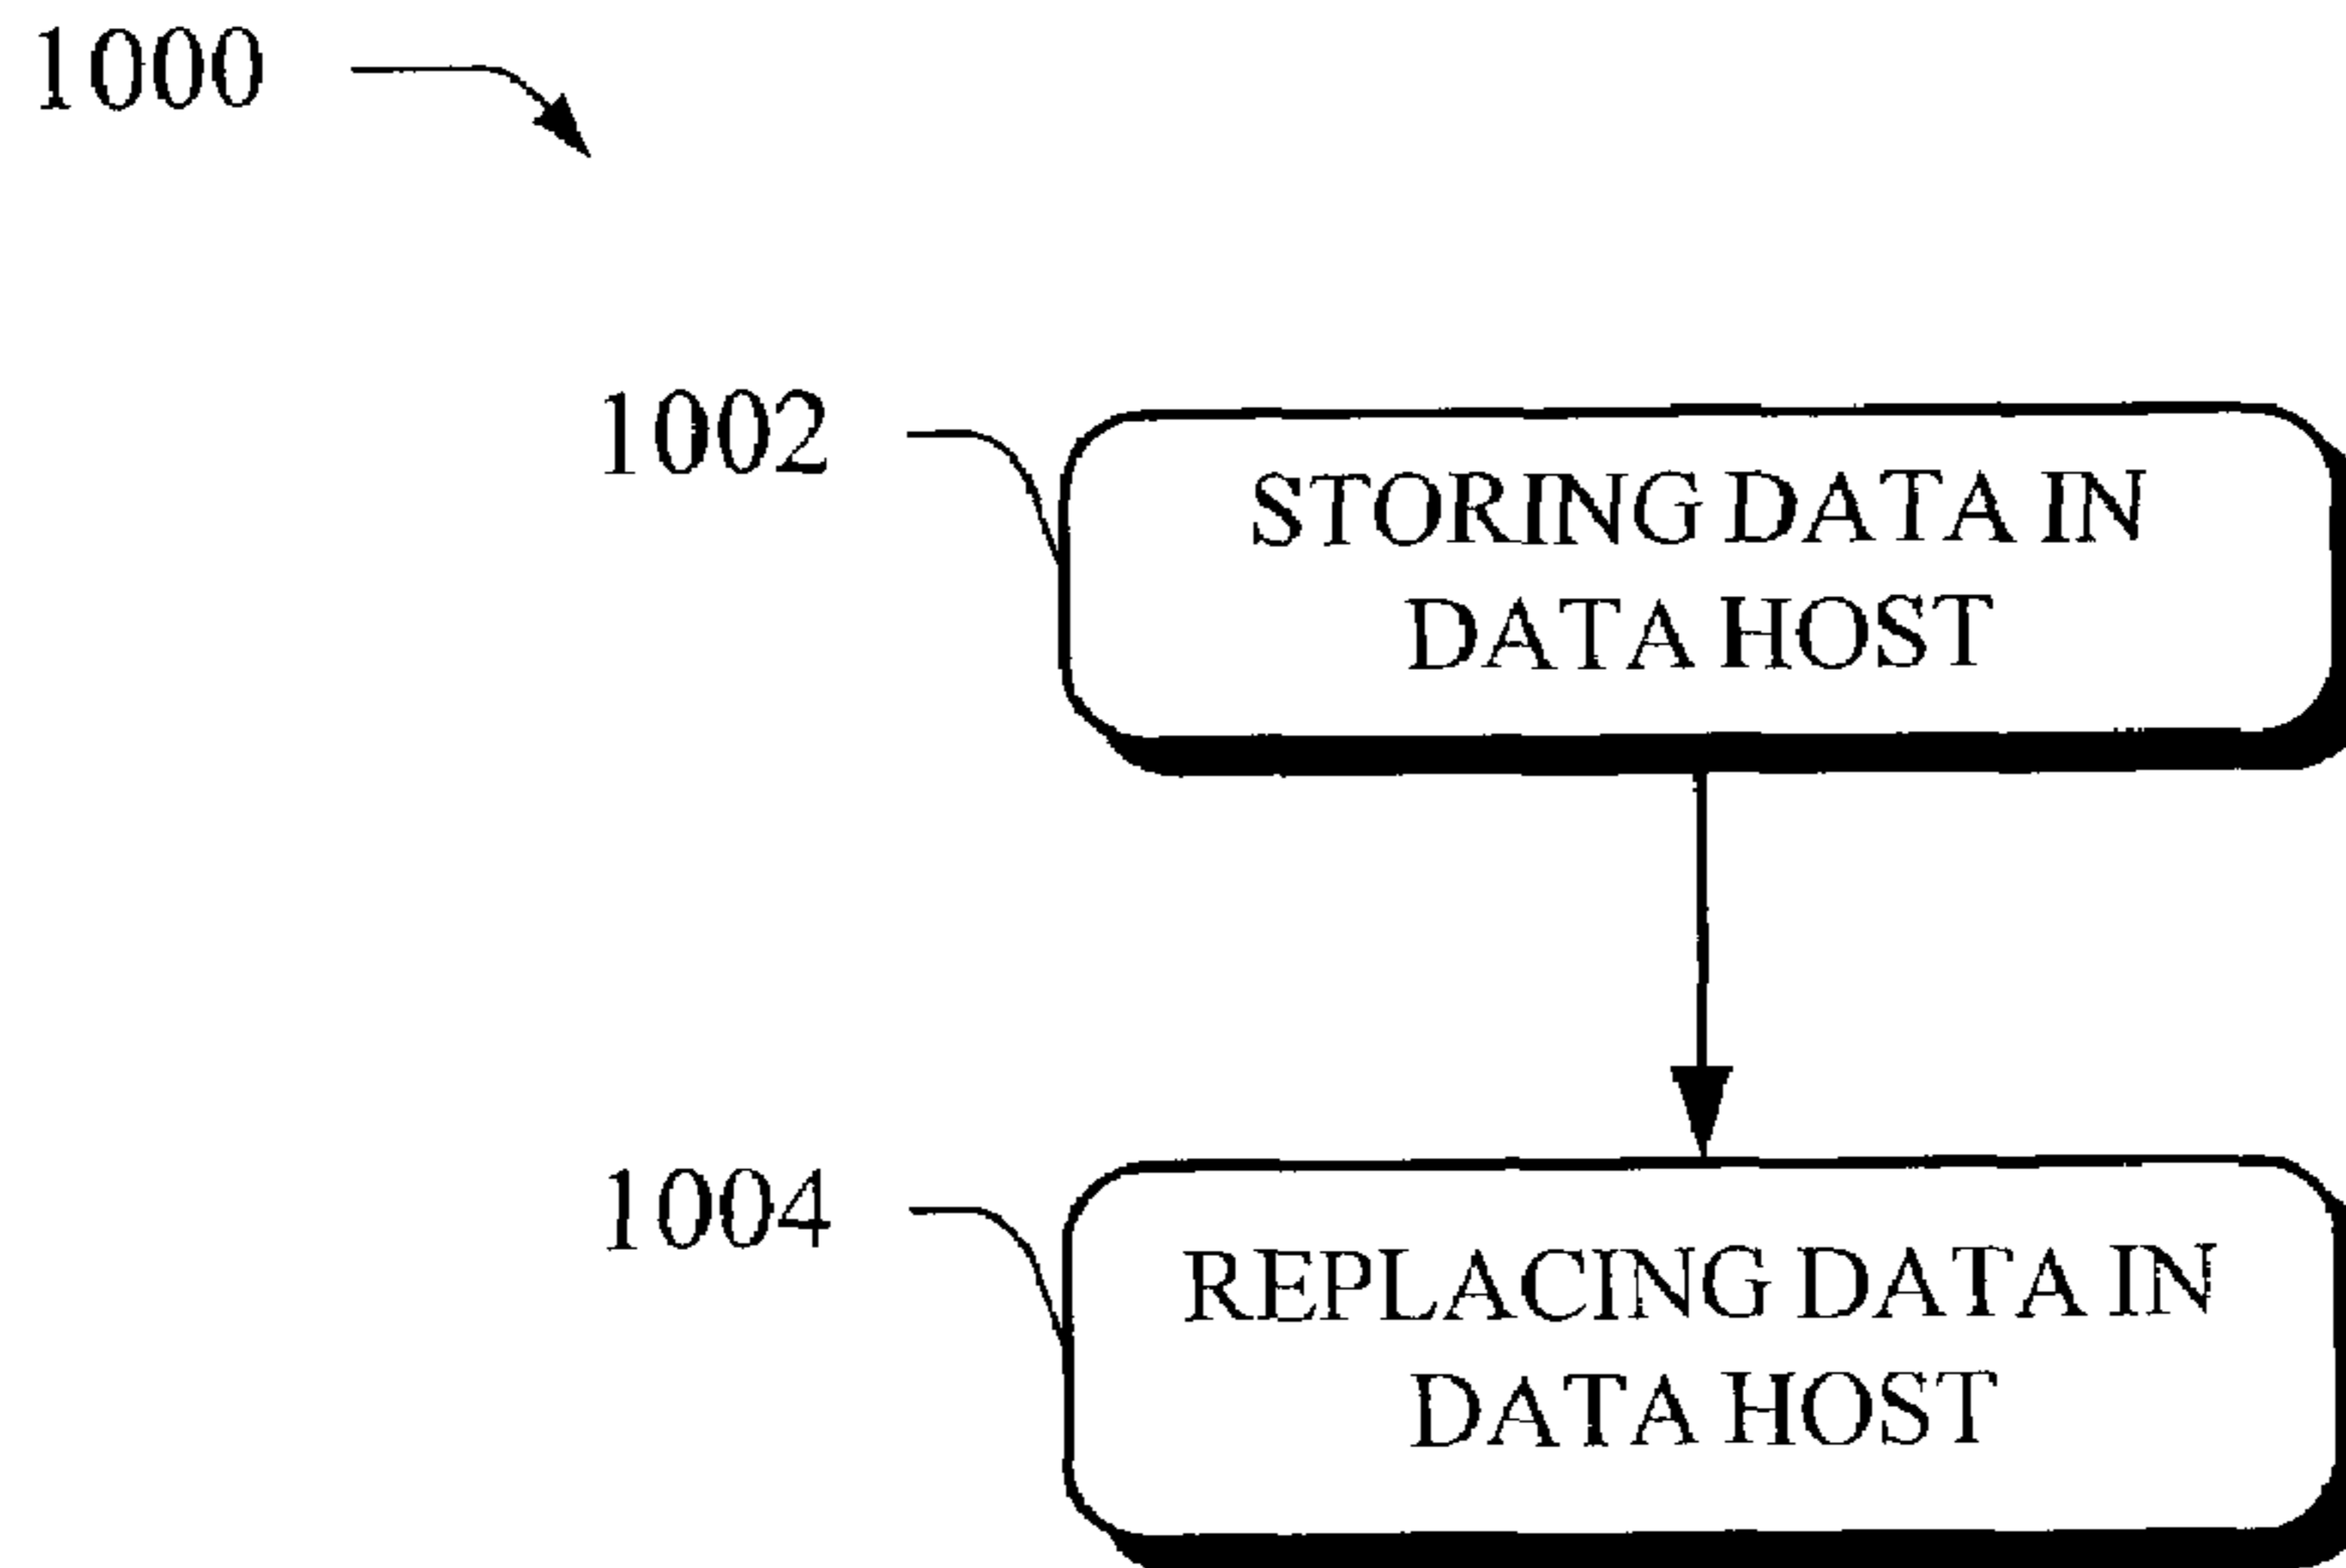 1000
1002
STORING DATA IN
DATA HOST
1004
REPLACING DATA IN
DATA HOST